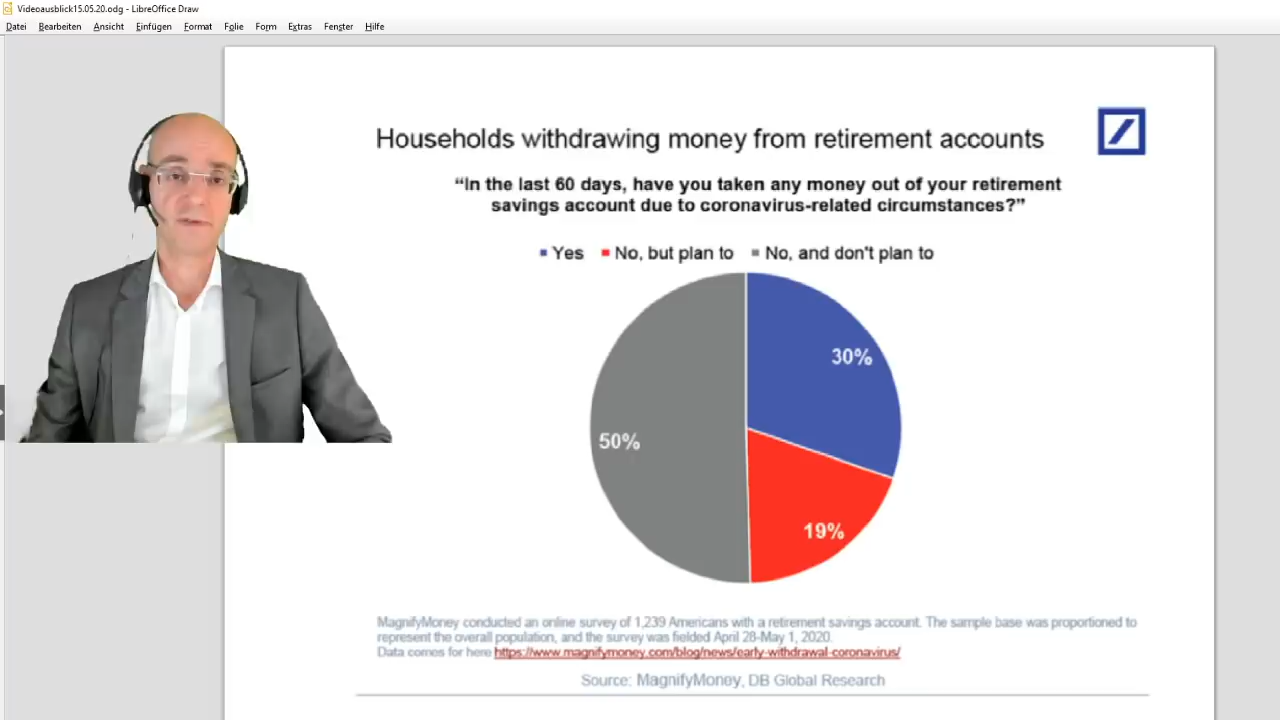 Videoausblick15.05.20.odg - LibreOffice Draw
Datei Bearbeiten Ansicht Einfügen Format Folie Form Extras Fenster Hilfe
Households withdrawing money from retirement accounts
“In the last 60 days, have you taken any money out of your retirement
savings account due to coronavirus-related circumstances?”
Yes No, but plan to No, and don't plan to
30%
50%
19%
MagnifyMoney conducted an online survey of 1,239 Americans with a retirement savings account. The sample base was proportioned to
represent the overall population, and the survey was fielded April 28-May 1, 2020.
Data comes for here https://www.magnifymoney.com/blog/news/early-withdrawal-coronavirus/
Source: MagnifyMoney, DB Global Research